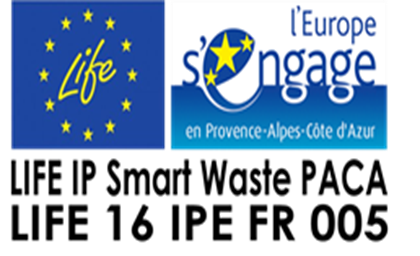 Life
l'Europe
s'engage
en Provence-Alpes-Côte d'Azur
LIFE IP Smart Waste PACA
LIFE 16 IPE FR 005